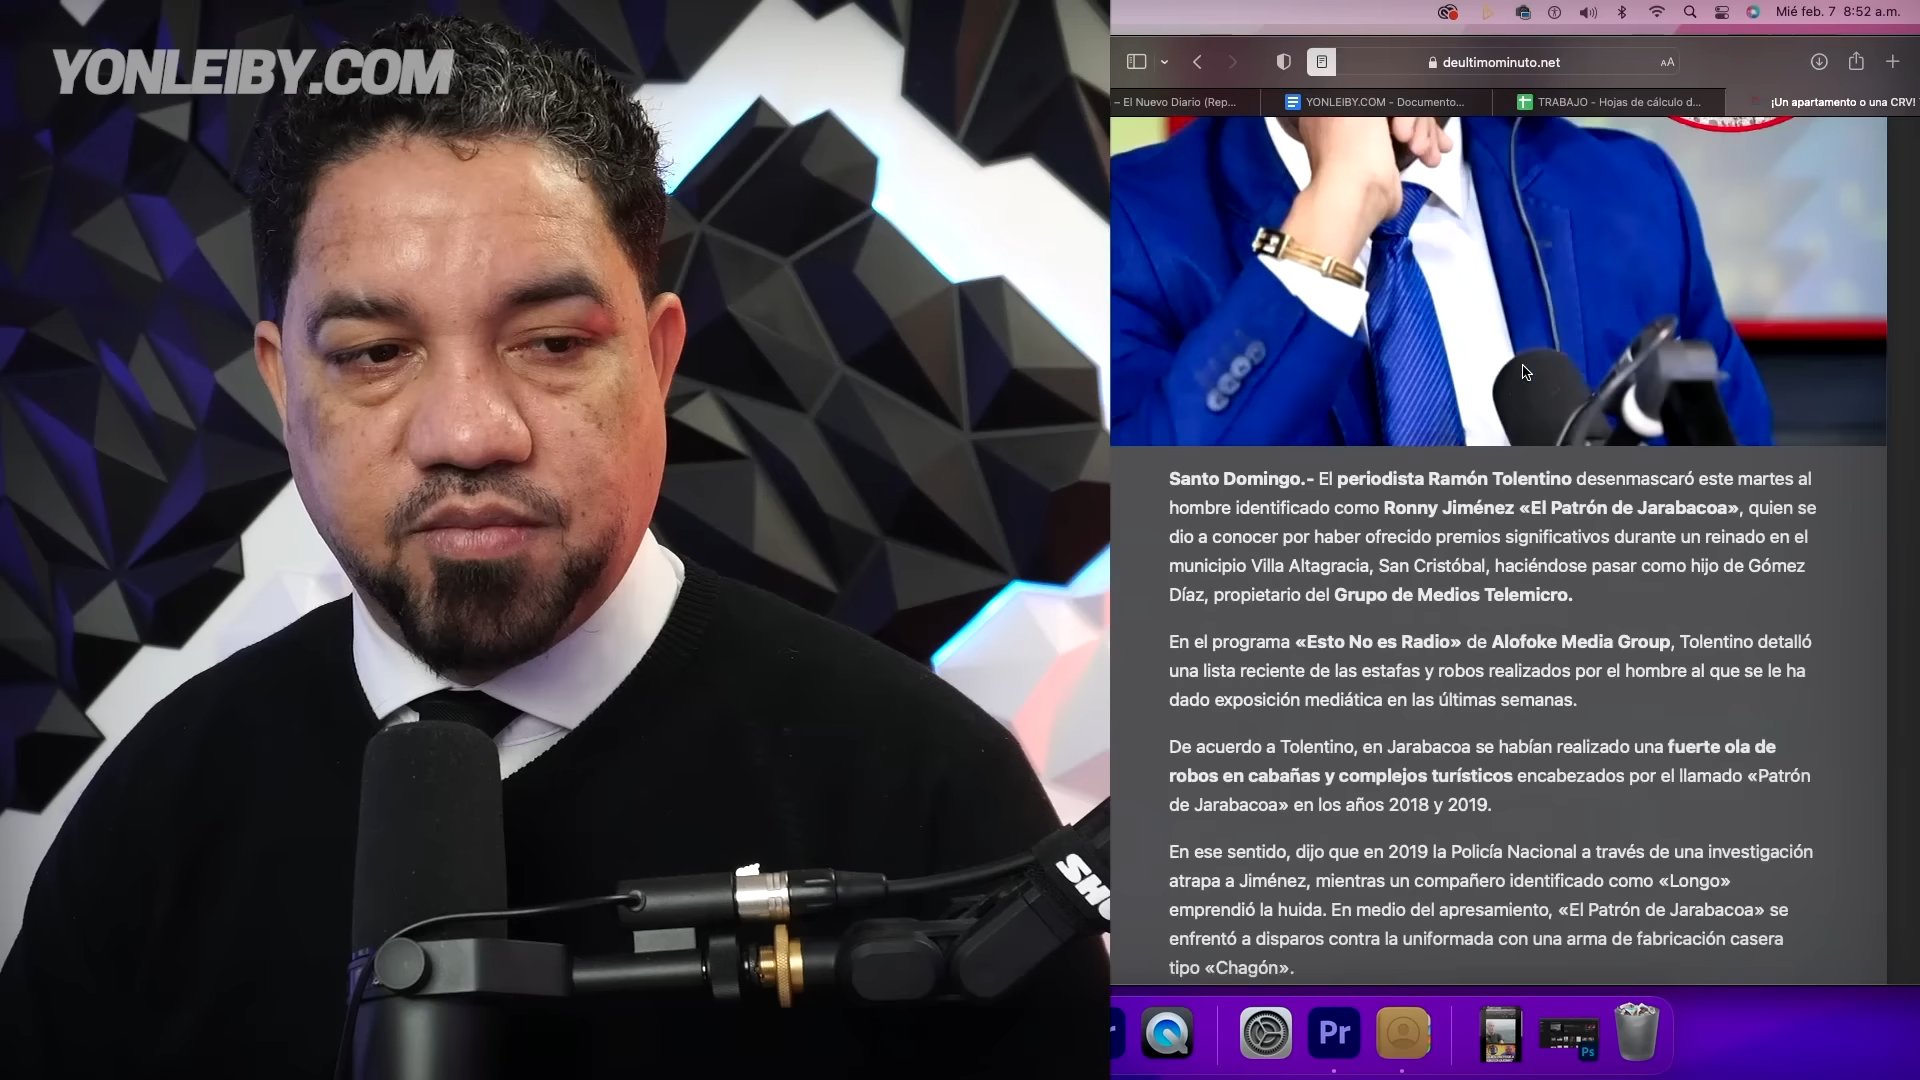 YONLEIBY.COM
Mié feb. 7 8:52 a.m.
deultimominuto.net
AA
– El Nuevo Diario (Rep...
YONLEIBY.COM - Documento...
TRABAJO - Hojas de cálculo d...
¡Un apartamento o una CRV!
Santo Domingo.- El periodista Ramón Tolentino desenmascaró este martes al
hombre identificado como Ronny Jiménez «El Patrón de Jarabacoa», quien se
dio a conocer por haber ofrecido premios significativos durante un reinado en el
municipio Villa Altagracia, San Cristóbal, haciéndose pasar como hijo de Gómez
Díaz, propietario del Grupo de Medios Telemicro.
En el programa «Esto No es Radio» de Alofoke Media Group, Tolentino detalló
una lista reciente de las estafas y robos realizados por el hombre al que se le ha
dado exposición mediática en las últimas semanas.
De acuerdo a Tolentino, en Jarabacoa se habían realizado una fuerte ola de
robos en cabañas y complejos turísticos encabezados por el llamado «Patrón
de Jarabacoa» en los años 2018 y 2019.
En ese sentido, dijo que en 2019 la Policía Nacional a través de una investigación
atrapa a Jiménez, mientras un compañero identificado como «Longo»
emprendió la huida. En medio del apresamiento, «El Patrón de Jarabacoa» se
enfrentó a disparos contra la uniformada con una arma de fabricación casera
tipo «Chagón».
SHU
Pr
Ps